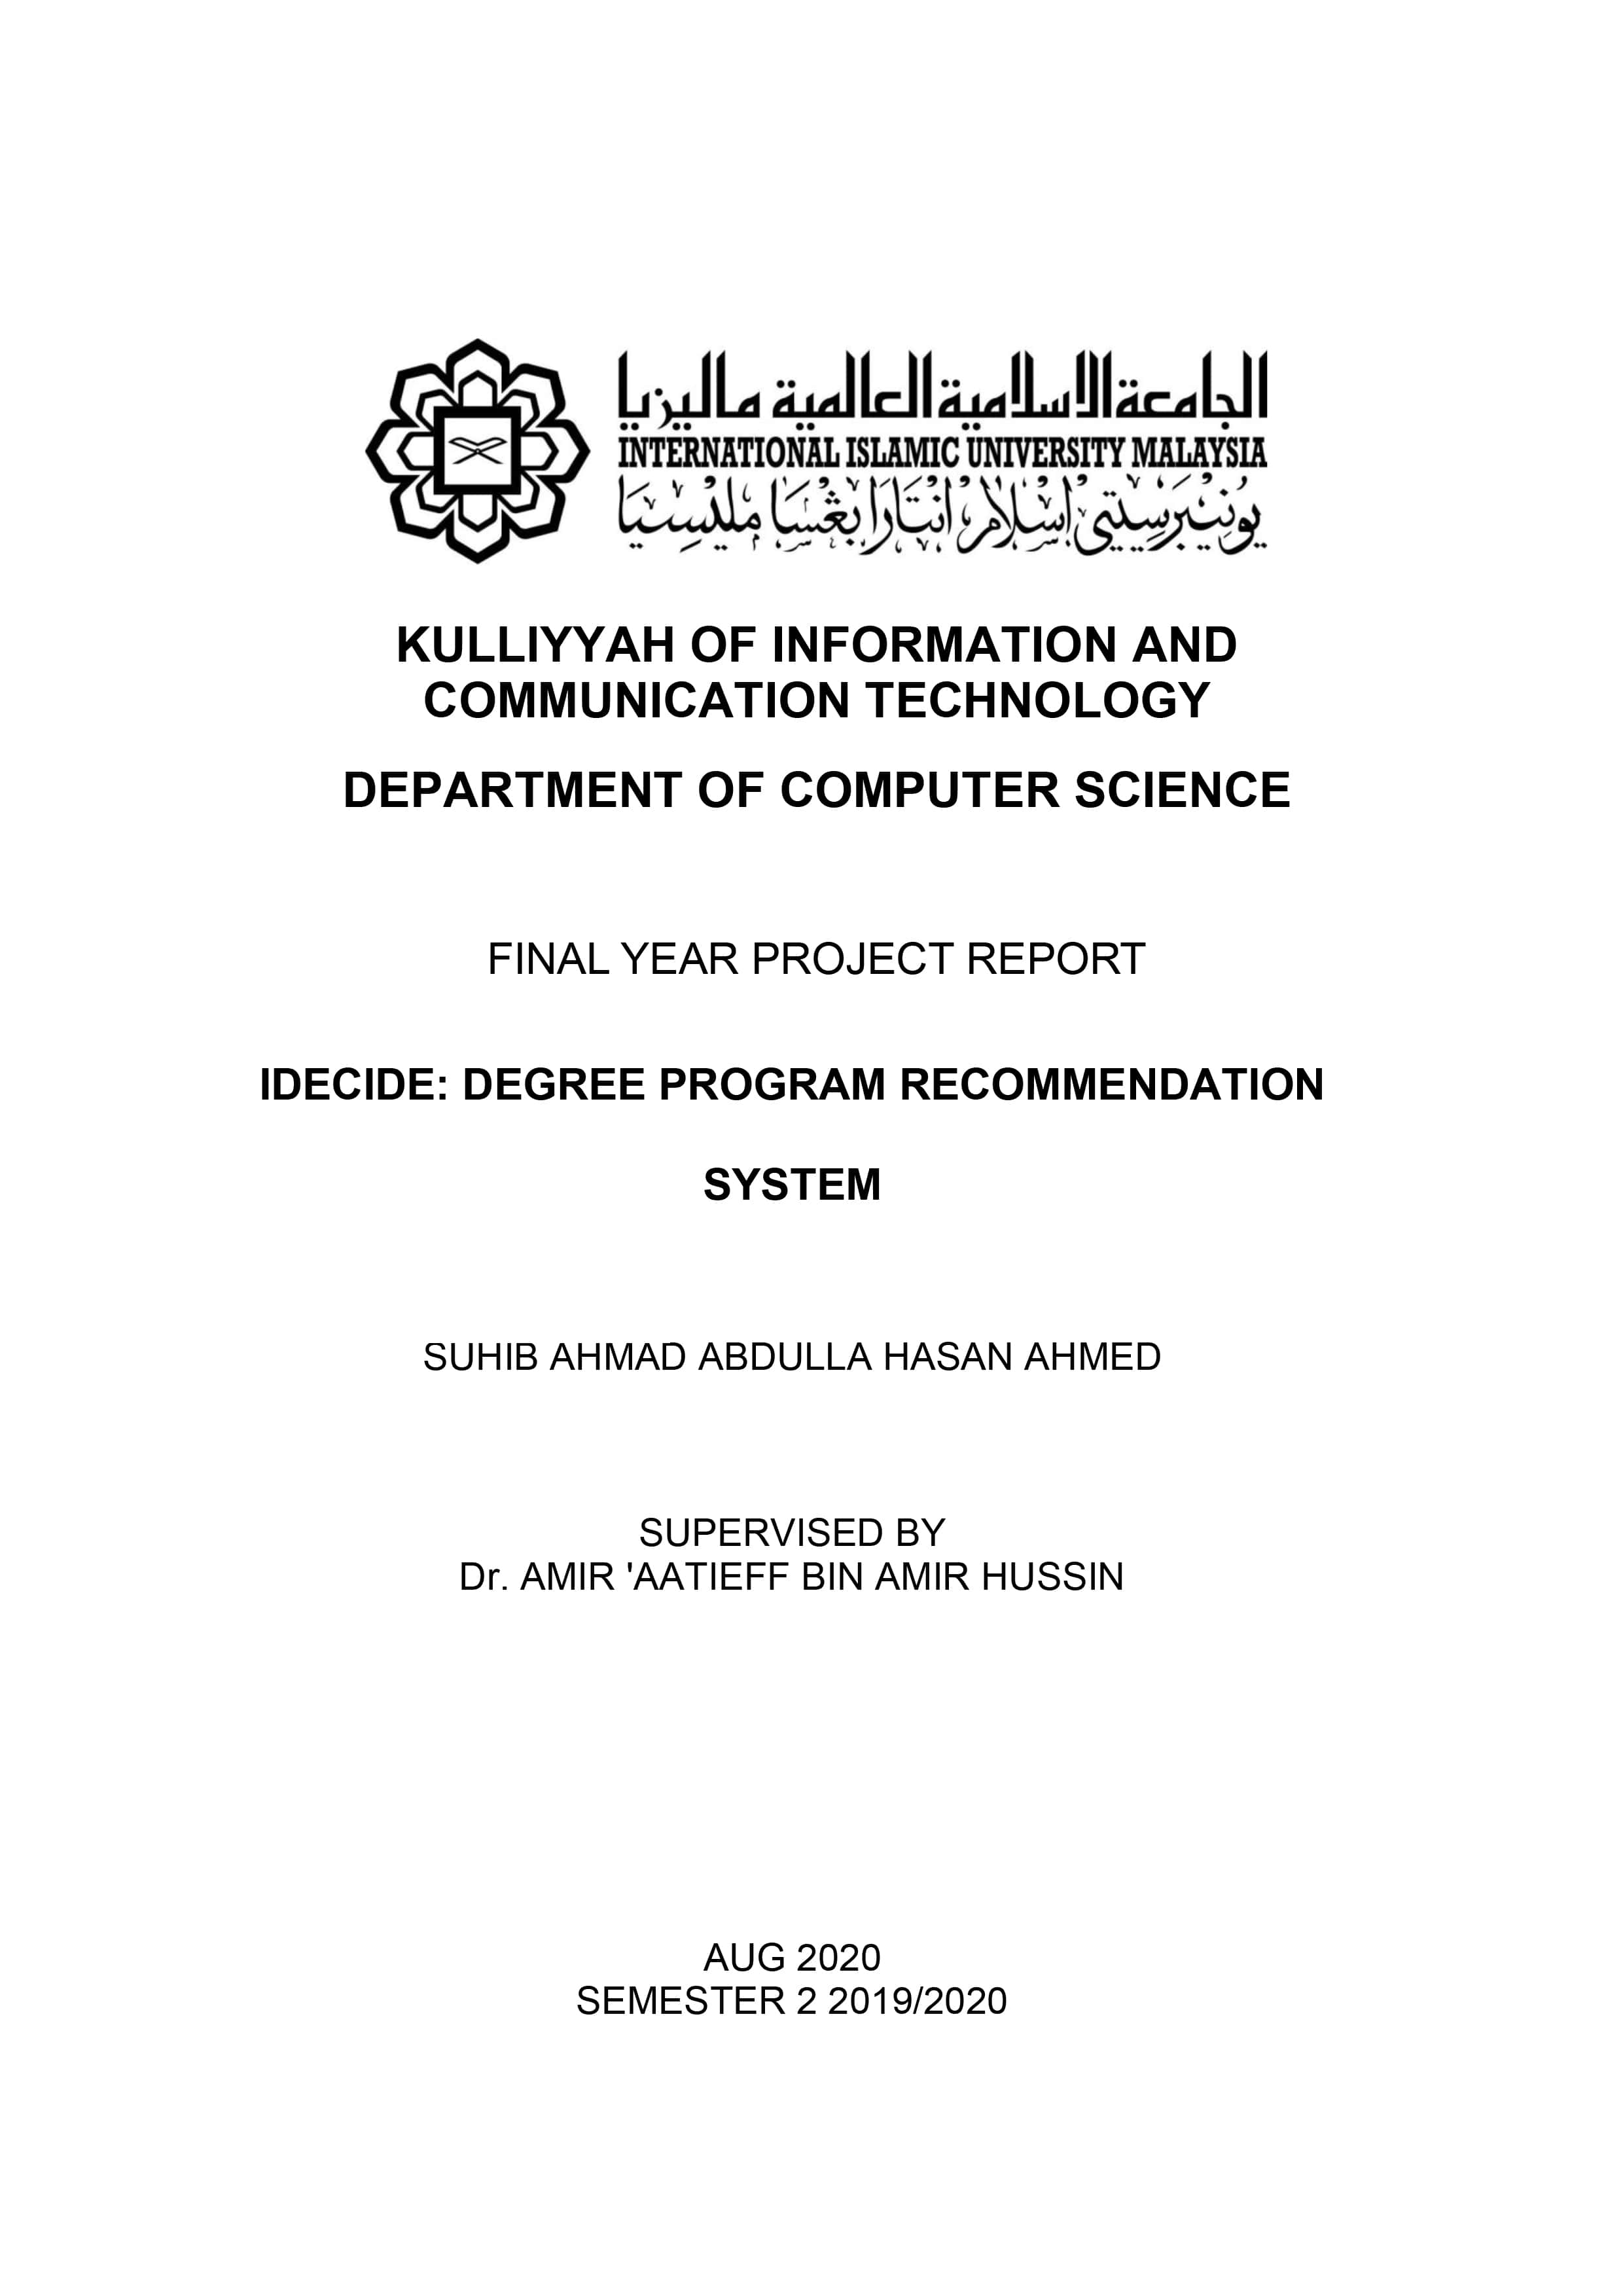 الجامعة الإسلامية العالمية ماليزيا
INTERNATIONAL ISLAMIC UNIVERSITY MALAYSIA
يونيبرسيتي اسلام انتارابڠسا مليسيا
KULLIYYAH OF INFORMATION AND
COMMUNICATION TECHNOLOGY
DEPARTMENT OF COMPUTER SCIENCE
FINAL YEAR PROJECT REPORT
IDECIDE: DEGREE PROGRAM RECOMMENDATION
SYSTEM
SUHIB AHMAD ABDULLA HASAN AHMED
SUPERVISED BY
Dr. AMIR 'AATIEFF BIN AMIR HUSSIN
AUG 2020
SEMESTER 2 2019/2020